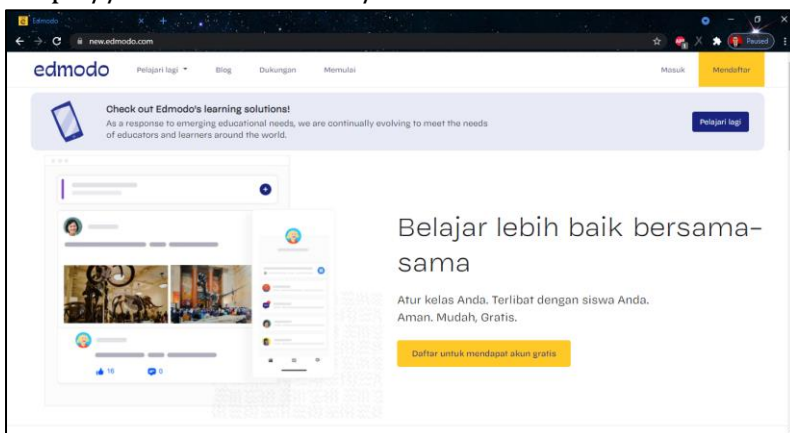 Edmodo
new.edmodo.com
Paused
edmodo Pelajari lagi Blog Dukungan Memulai Masuk Mendaftar
Check out Edmodo's learning solutions!
As a response to emerging educational needs, we are continually evolving to meet the needs
of educators and learners around the world.
Pelajari lagi
Belajar lebih baik bersama-
sama
Atur kelas Anda. Terlibat dengan siswa Anda.
Aman. Mudah, Gratis.
Daftar untuk mendapat akun gratis
16 0